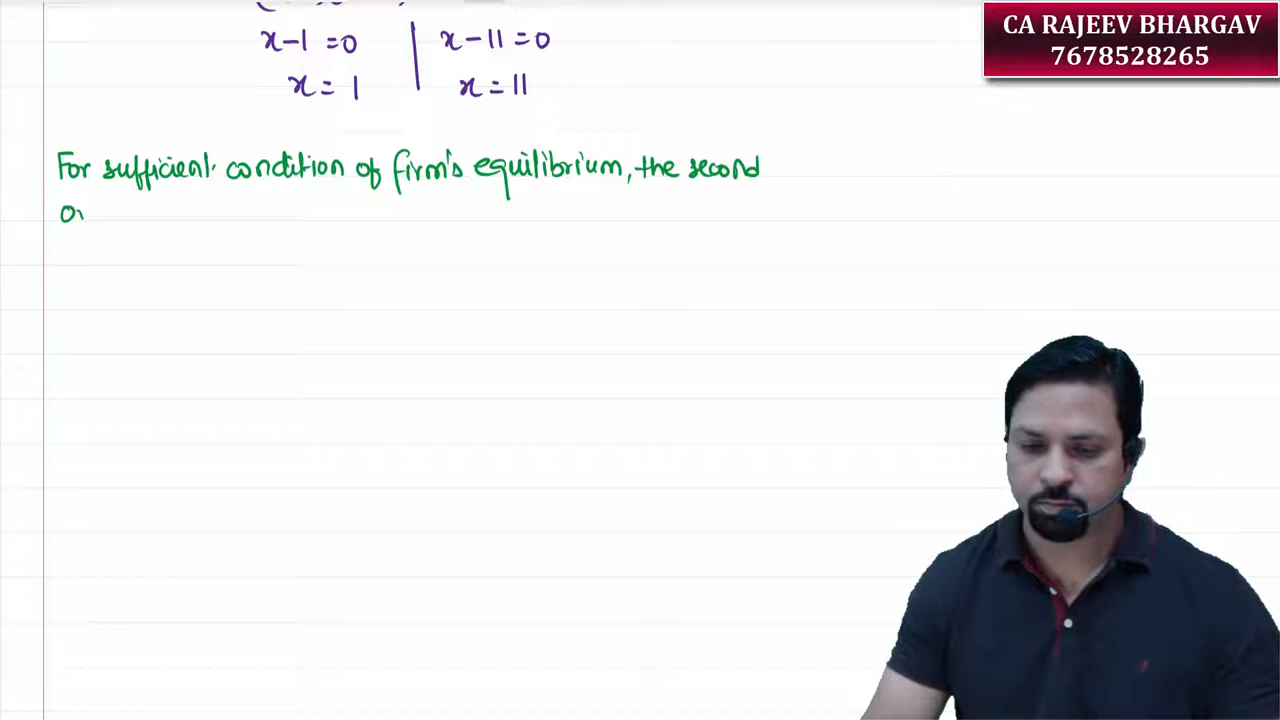 CA RAJEEV BHARGAV
7678528265
x-1 = 0 | x-11 = 0
x = 1 | x = 11
For sufficient condition of firm's equilibrium, the second